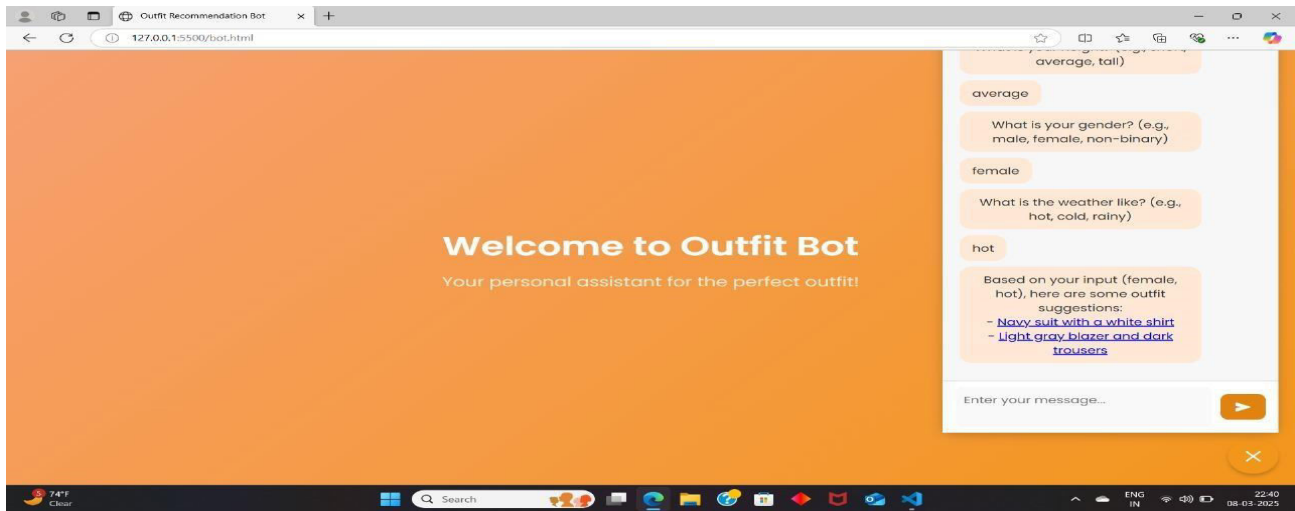 Outfit Recommendation Bot
127.0.0.1:5500/bot.html
average, tall)
average
What is your gender? (e.g.,
male, female, non-binary)
female
What is the weather like? (e.g.,
hot, cold, rainy)
hot
Based on your input (female,
hot), here are some outfit
suggestions:
- Navy suit with a white shirt
- Light gray blazer and dark
trousers
Enter your message...
Welcome to Outfit Bot
Your personal assistant for the perfect outfit!
5
74°F
Clear
Search
ENG
IN
22:40
08-03-2025